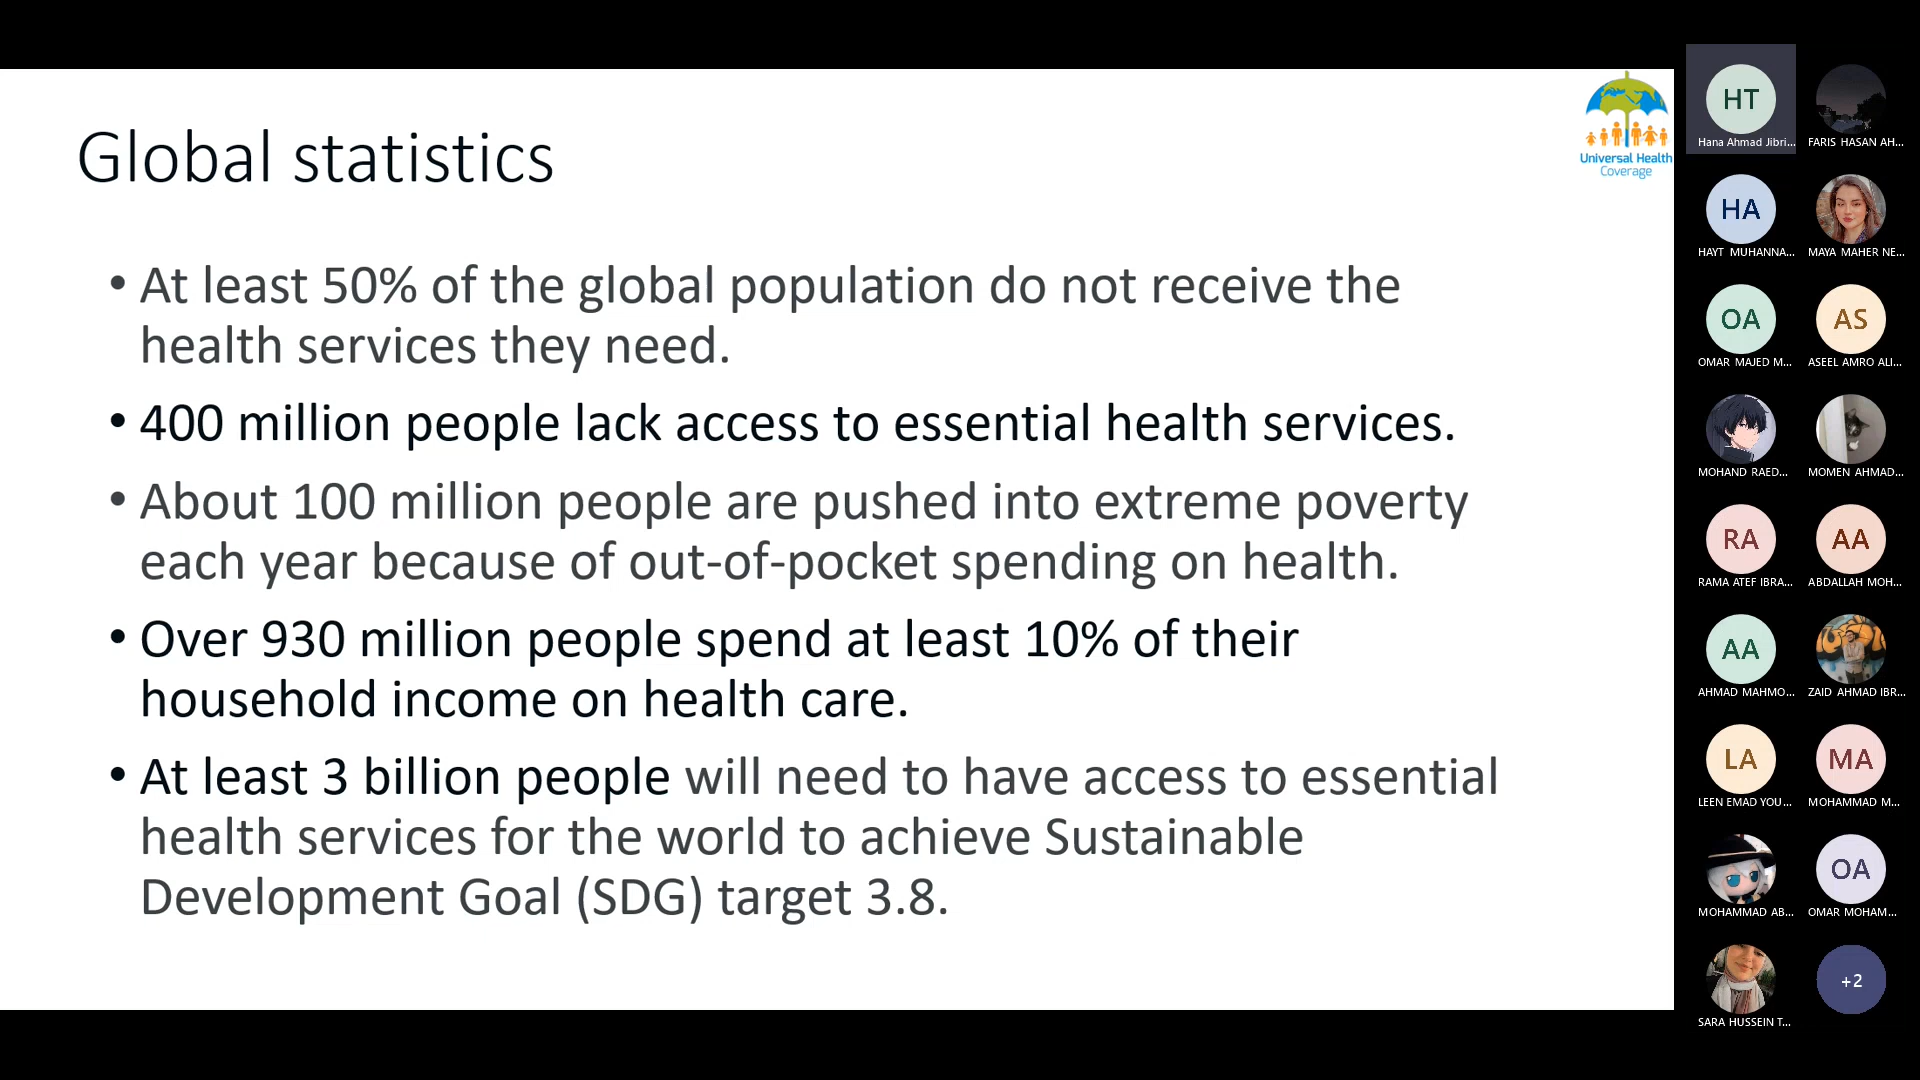 Global statistics
Universal Health
Coverage
• At least 50% of the global population do not receive the
health services they need.
• 400 million people lack access to essential health services.
• About 100 million people are pushed into extreme poverty
each year because of out-of-pocket spending on health.
• Over 930 million people spend at least 10% of their
household income on health care.
• At least 3 billion people will need to have access to essential
health services for the world to achieve Sustainable
Development Goal (SDG) target 3.8.
HT
Hana Ahmad Jibri...
FARIS HASAN AH...
HA
HAYT MUHANNA...
MAYA MAHER NE...
OA
OMAR MAJED M...
AS
ASEEL AMRO ALI...
MOHAND RAED...
MOMEN AHMAD...
RA
RAMA ATEF IBRA...
AA
ABDALLAH MOH...
AA
AHMAD MAHMO...
ZAID AHMAD IBR...
LA
LEEN EMAD YOU...
MA
MOHAMMAD M...
MOHAMMAD AB...
OA
OMAR MOHAM...
SARA HUSSEIN T...
+2